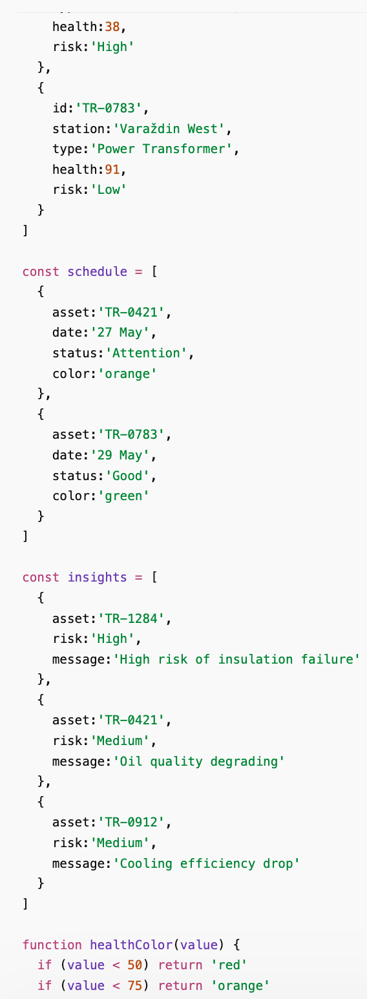 health:38,
    risk:'High'
  },
  {
    id:'TR-0783',
    station:'Varaždin West',
    type:'Power Transformer',
    health:91,
    risk:'Low'
  }
]

const schedule = [
  {
    asset:'TR-0421',
    date:'27 May',
    status:'Attention',
    color:'orange'
  },
  {
    asset:'TR-0783',
    date:'29 May',
    status:'Good',
    color:'green'
  }
]

const insights = [
  {
    asset:'TR-1284',
    risk:'High',
    message:'High risk of insulation failure'
  },
  {
    asset:'TR-0421',
    risk:'Medium',
    message:'Oil quality degrading'
  },
  {
    asset:'TR-0912',
    risk:'Medium',
    message:'Cooling efficiency drop'
  }
]

function healthColor(value) {
  if (value < 50) return 'red'
  if (value < 75) return 'orange'